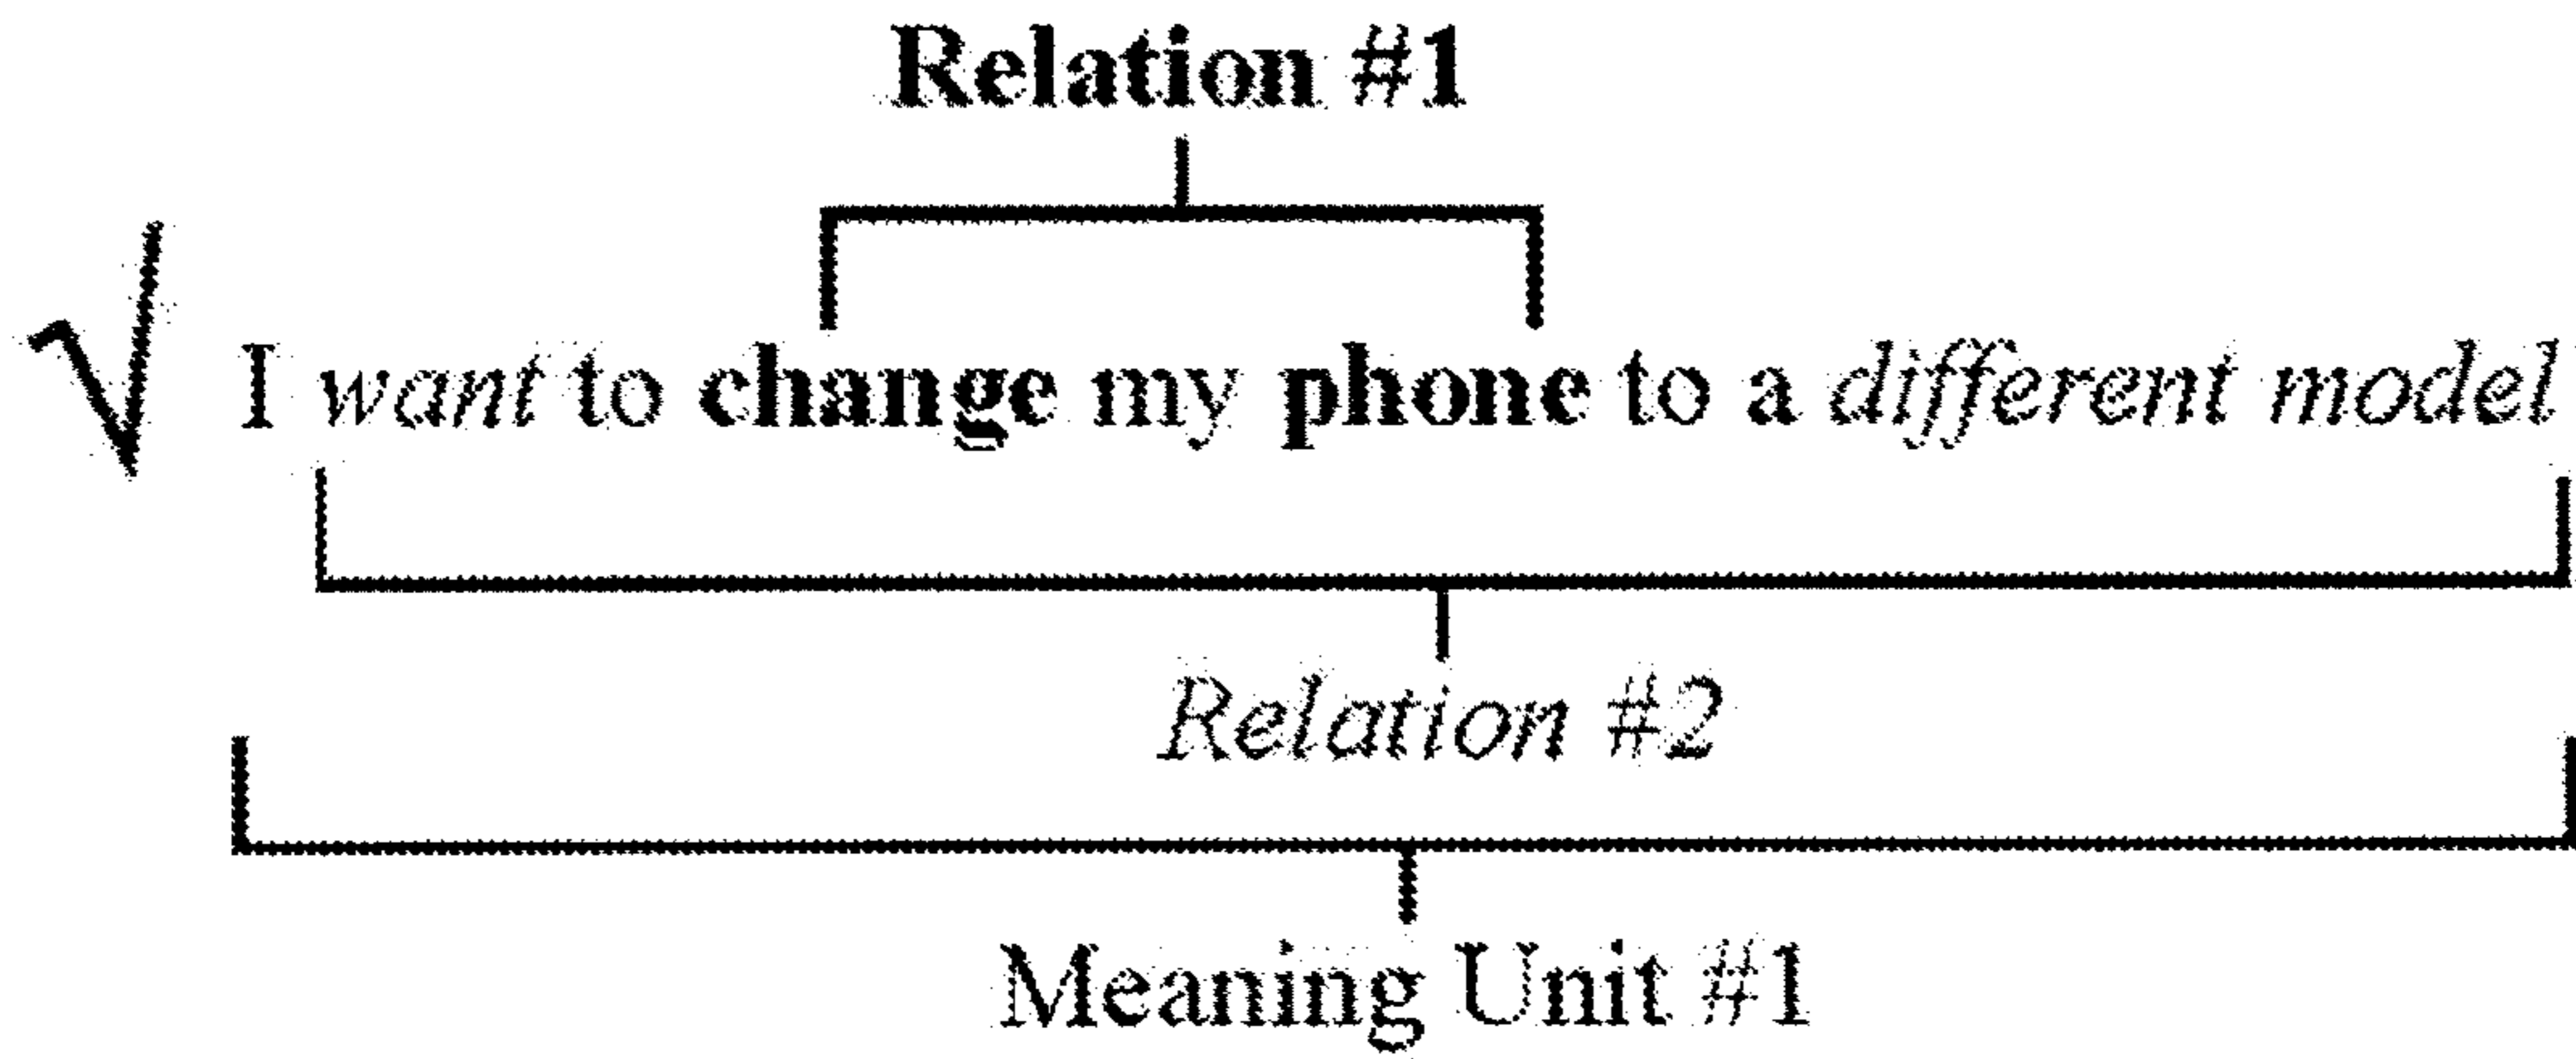 Relation #1
I want to change my phone to a different model
Relation #2
Meaning Unit #1